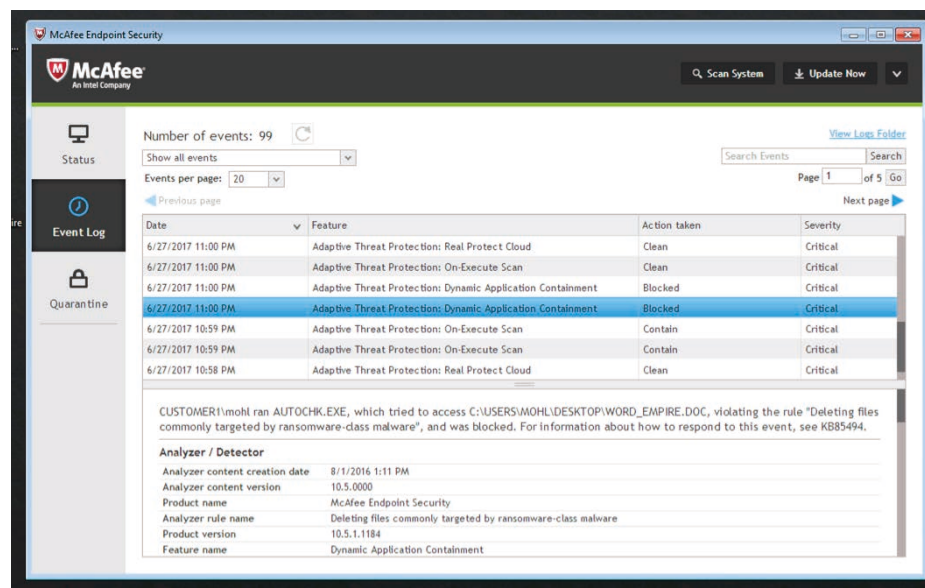 McAfee Endpoint Security
McAfee
An Intel Company
Scan System
Update Now
Status
Event Log
Quarantine
Number of events: 99
View Logs Folder
Show all events
Search Events
Search
Events per page: 20
Page 1 of 5 Go
Previous page
Next page
Date Feature Action taken Severity
6/27/2017 11:00 PM Adaptive Threat Protection: Real Protect Cloud Clean Critical
6/27/2017 11:00 PM Adaptive Threat Protection: On-Execute Scan Clean Critical
6/27/2017 11:00 PM Adaptive Threat Protection: Dynamic Application Containment Blocked Critical
6/27/2017 11:00 PM Adaptive Threat Protection: Dynamic Application Containment Blocked Critical
6/27/2017 10:59 PM Adaptive Threat Protection: On-Execute Scan Contain Critical
6/27/2017 10:59 PM Adaptive Threat Protection: On-Execute Scan Contain Critical
6/27/2017 10:58 PM Adaptive Threat Protection: Real Protect Cloud Clean Critical
CUSTOMER1\mohl ran AUTOCHK.EXE, which tried to access C:\USERS\MOHL\DESKTOP\WORD_EMPIRE.DOC, violating the rule "Deleting files
commonly targeted by ransomware-class malware", and was blocked. For information about how to respond to this event, see KB85494.
Analyzer / Detector
Analyzer content creation date 8/1/2016 1:11 PM
Analyzer content version 10.5.0000
Product name McAfee Endpoint Security
Analyzer rule name Deleting files commonly targeted by ransomware-class malware
Product version 10.5.1.1184
Feature name Dynamic Application Containment